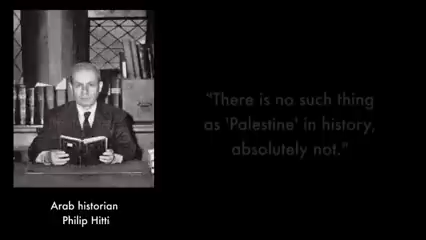 "There is no such thing
as 'Palestine' in history,
absolutely not."
Arab historian
Philip Hitti